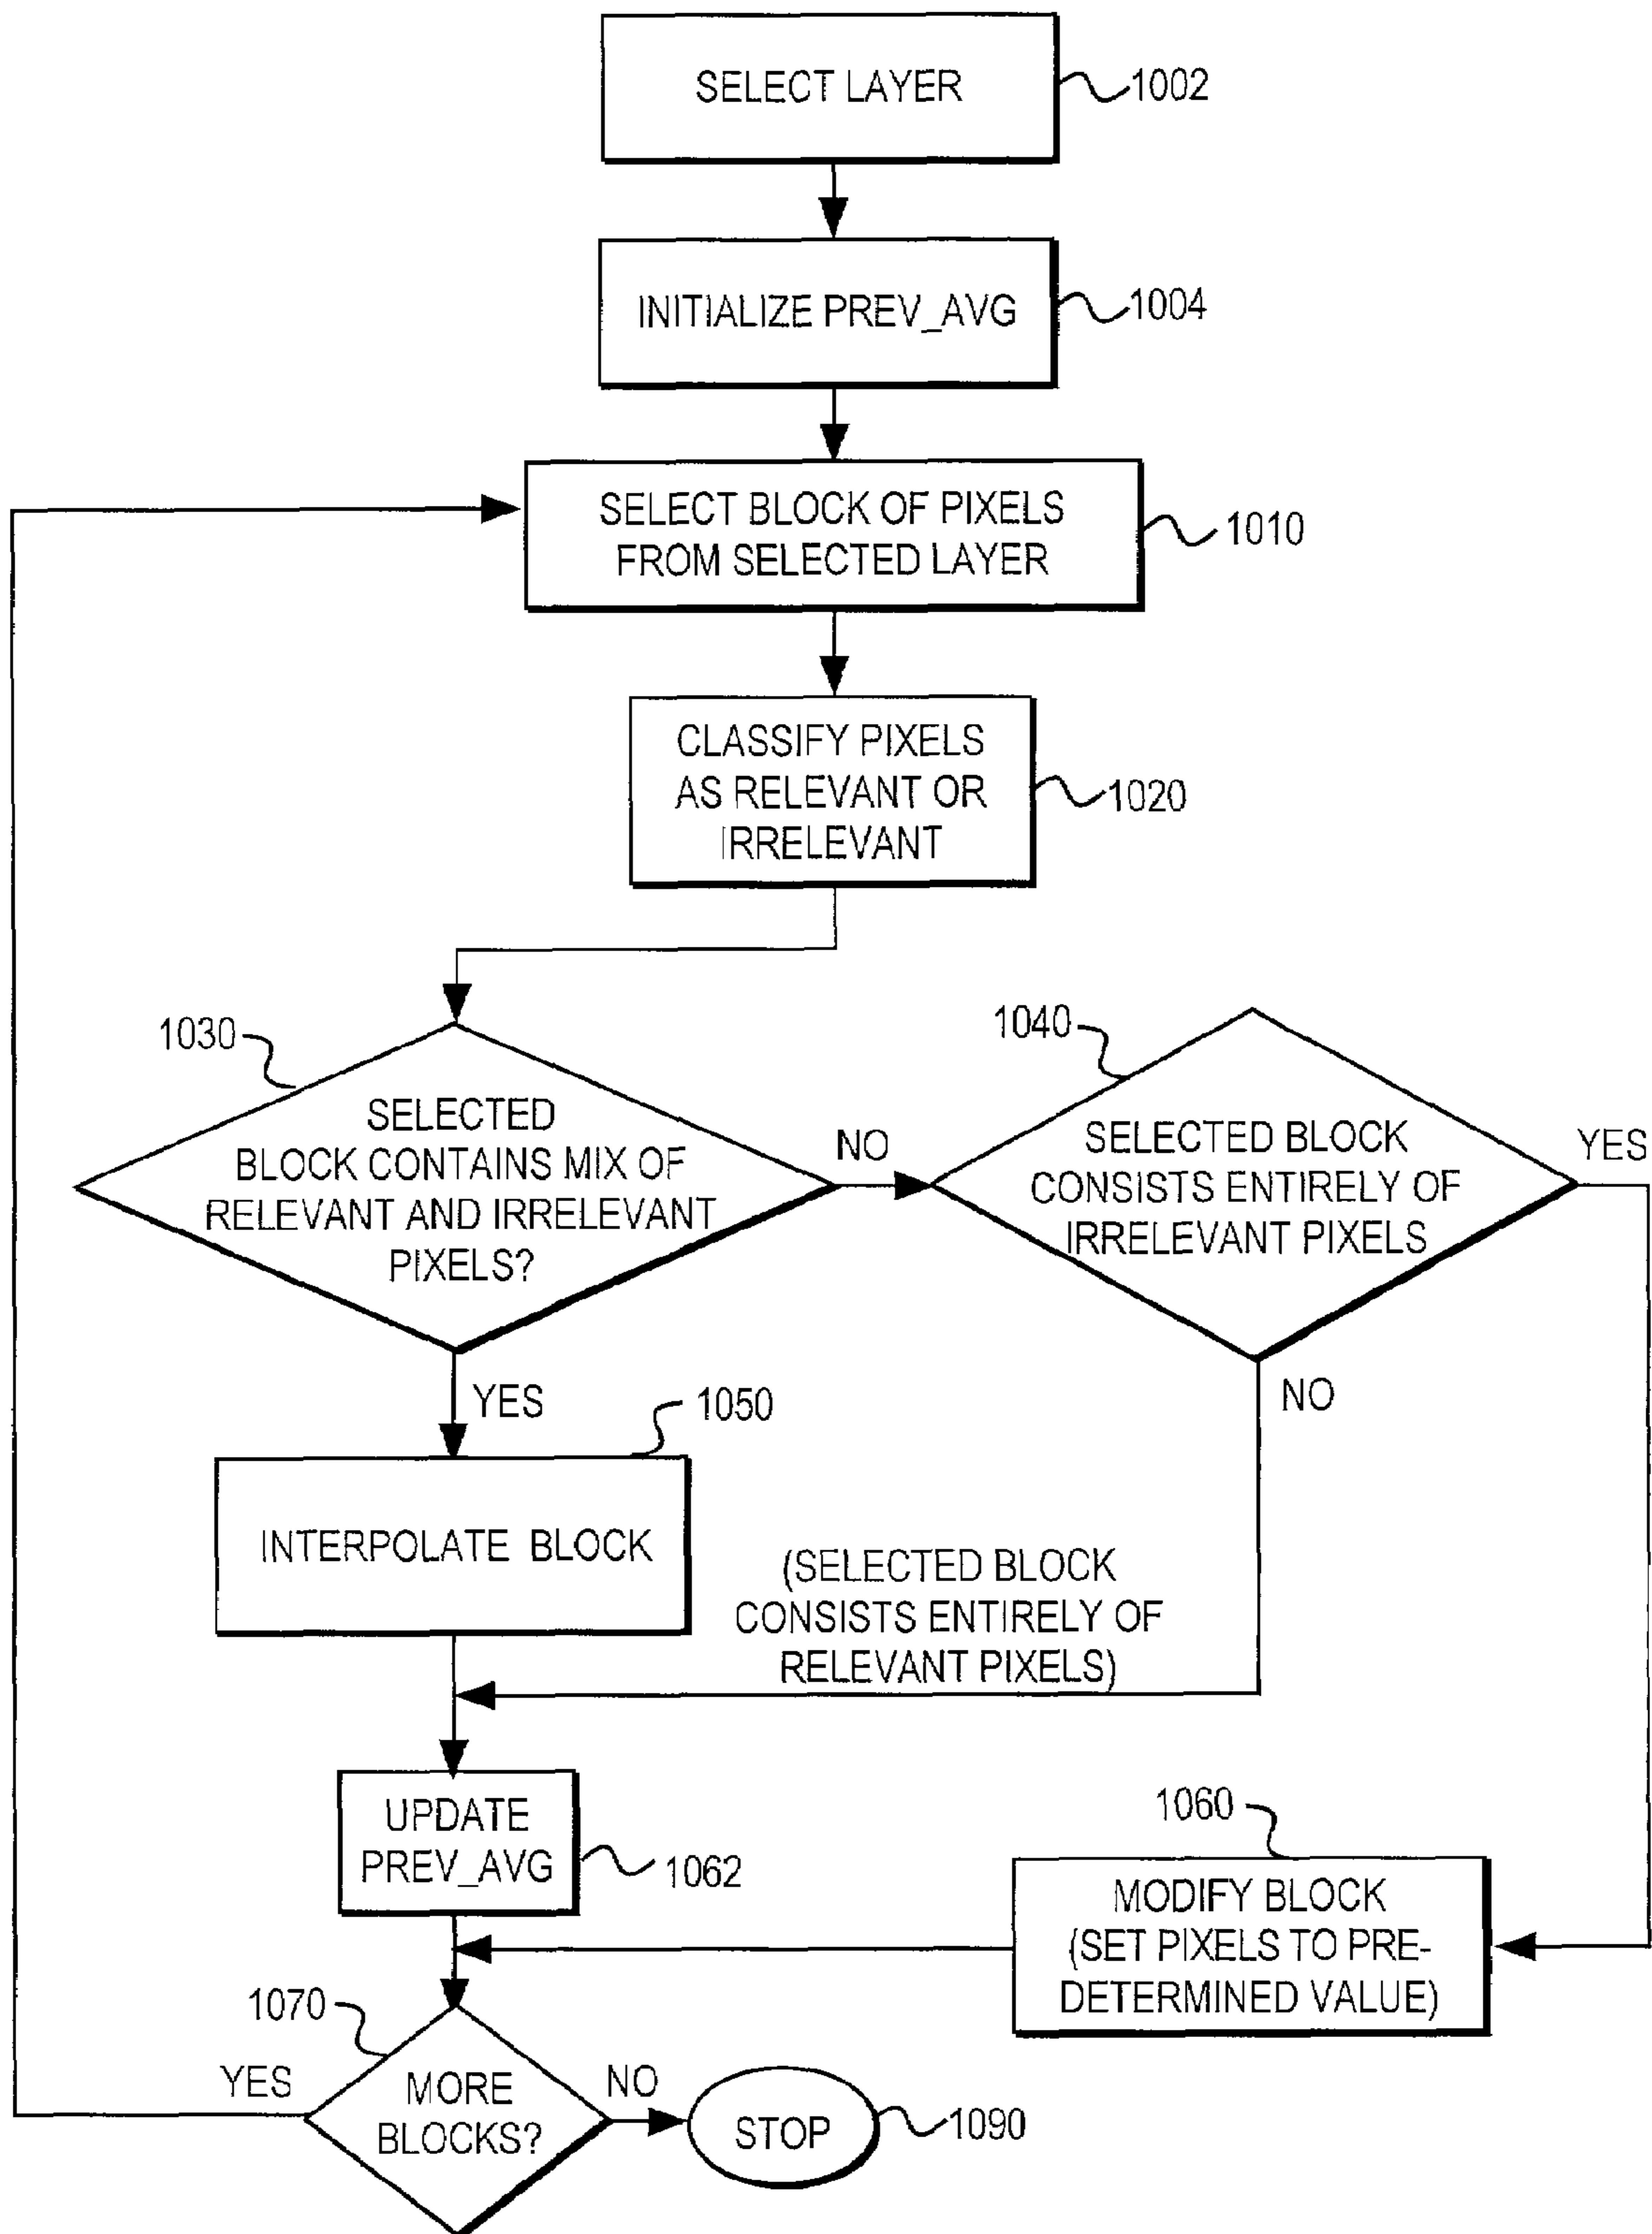 SELECT LAYER
1002
INITIALIZE PREV_AVG
1004
SELECT BLOCK OF PIXELS
FROM SELECTED LAYER
1010
CLASSIFY PIXELS
AS RELEVANT OR
IRRELEVANT
1020
1030
SELECTED
BLOCK CONTAINS MIX OF
RELEVANT AND IRRELEVANT
PIXELS?
NO
1040
SELECTED BLOCK
CONSISTS ENTIRELY OF
IRRELEVANT PIXELS
YES
YES
NO
1050
INTERPOLATE BLOCK
(SELECTED BLOCK
CONSISTS ENTIRELY OF
RELEVANT PIXELS)
UPDATE
PREV_AVG
1062
1060
MODIFY BLOCK
(SET PIXELS TO PRE-
DETERMINED VALUE)
1070
YES
MORE
BLOCKS?
NO
STOP
1090